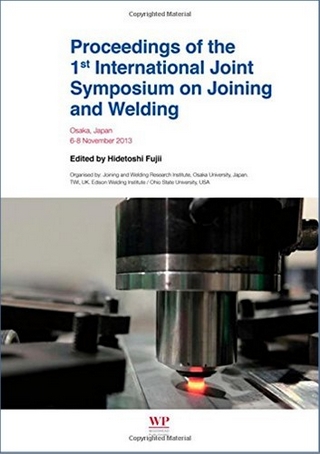 Copyrighted Material
Proceedings of the
1st International Joint
Symposium on Joining
and Welding
Osaka, Japan
6-8 November 2013
Edited by Hidetoshi Fujii
Organised by: Joining and Welding Research Institute, Osaka University, Japan.
TWI, UK. Edison Welding Institute / Ohio State University, USA
WP
Copyrighted Material